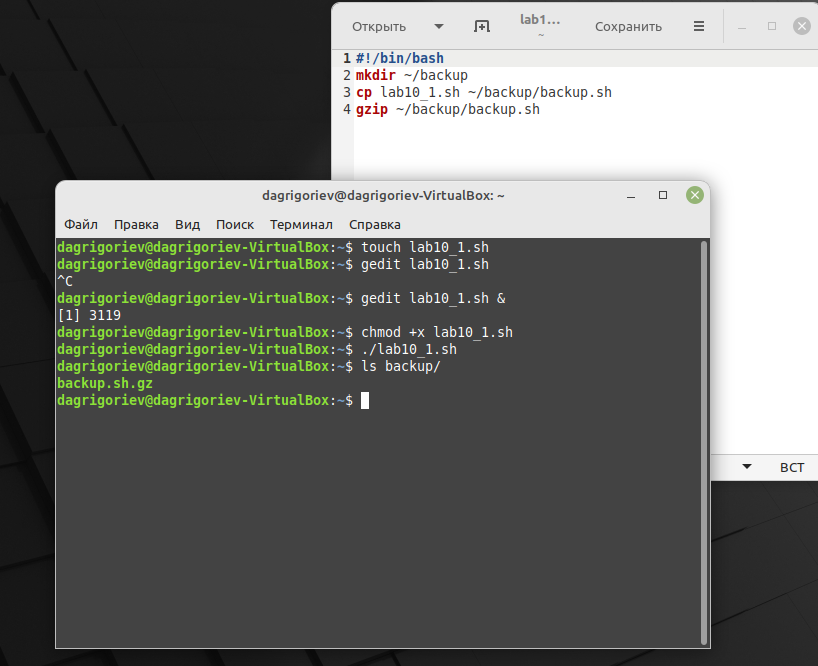 Открыть
lab1...
~
Сохранить
1 #!/bin/bash
2 mkdir ~/backup
3 cp lab10_1.sh ~/backup/backup.sh
4 gzip ~/backup/backup.sh
dagrigoriev@dagrigoriev-VirtualBox: ~
Файл Правка Вид Поиск Терминал Справка
dagrigoriev@dagrigoriev-VirtualBox:~$ touch lab10_1.sh
dagrigoriev@dagrigoriev-VirtualBox:~$ gedit lab10_1.sh
^C
dagrigoriev@dagrigoriev-VirtualBox:~$ gedit lab10_1.sh &
[1] 3119
dagrigoriev@dagrigoriev-VirtualBox:~$ chmod +x lab10_1.sh
dagrigoriev@dagrigoriev-VirtualBox:~$ ./lab10_1.sh
dagrigoriev@dagrigoriev-VirtualBox:~$ ls backup/
backup.sh.gz
dagrigoriev@dagrigoriev-VirtualBox:~$
ВСТ